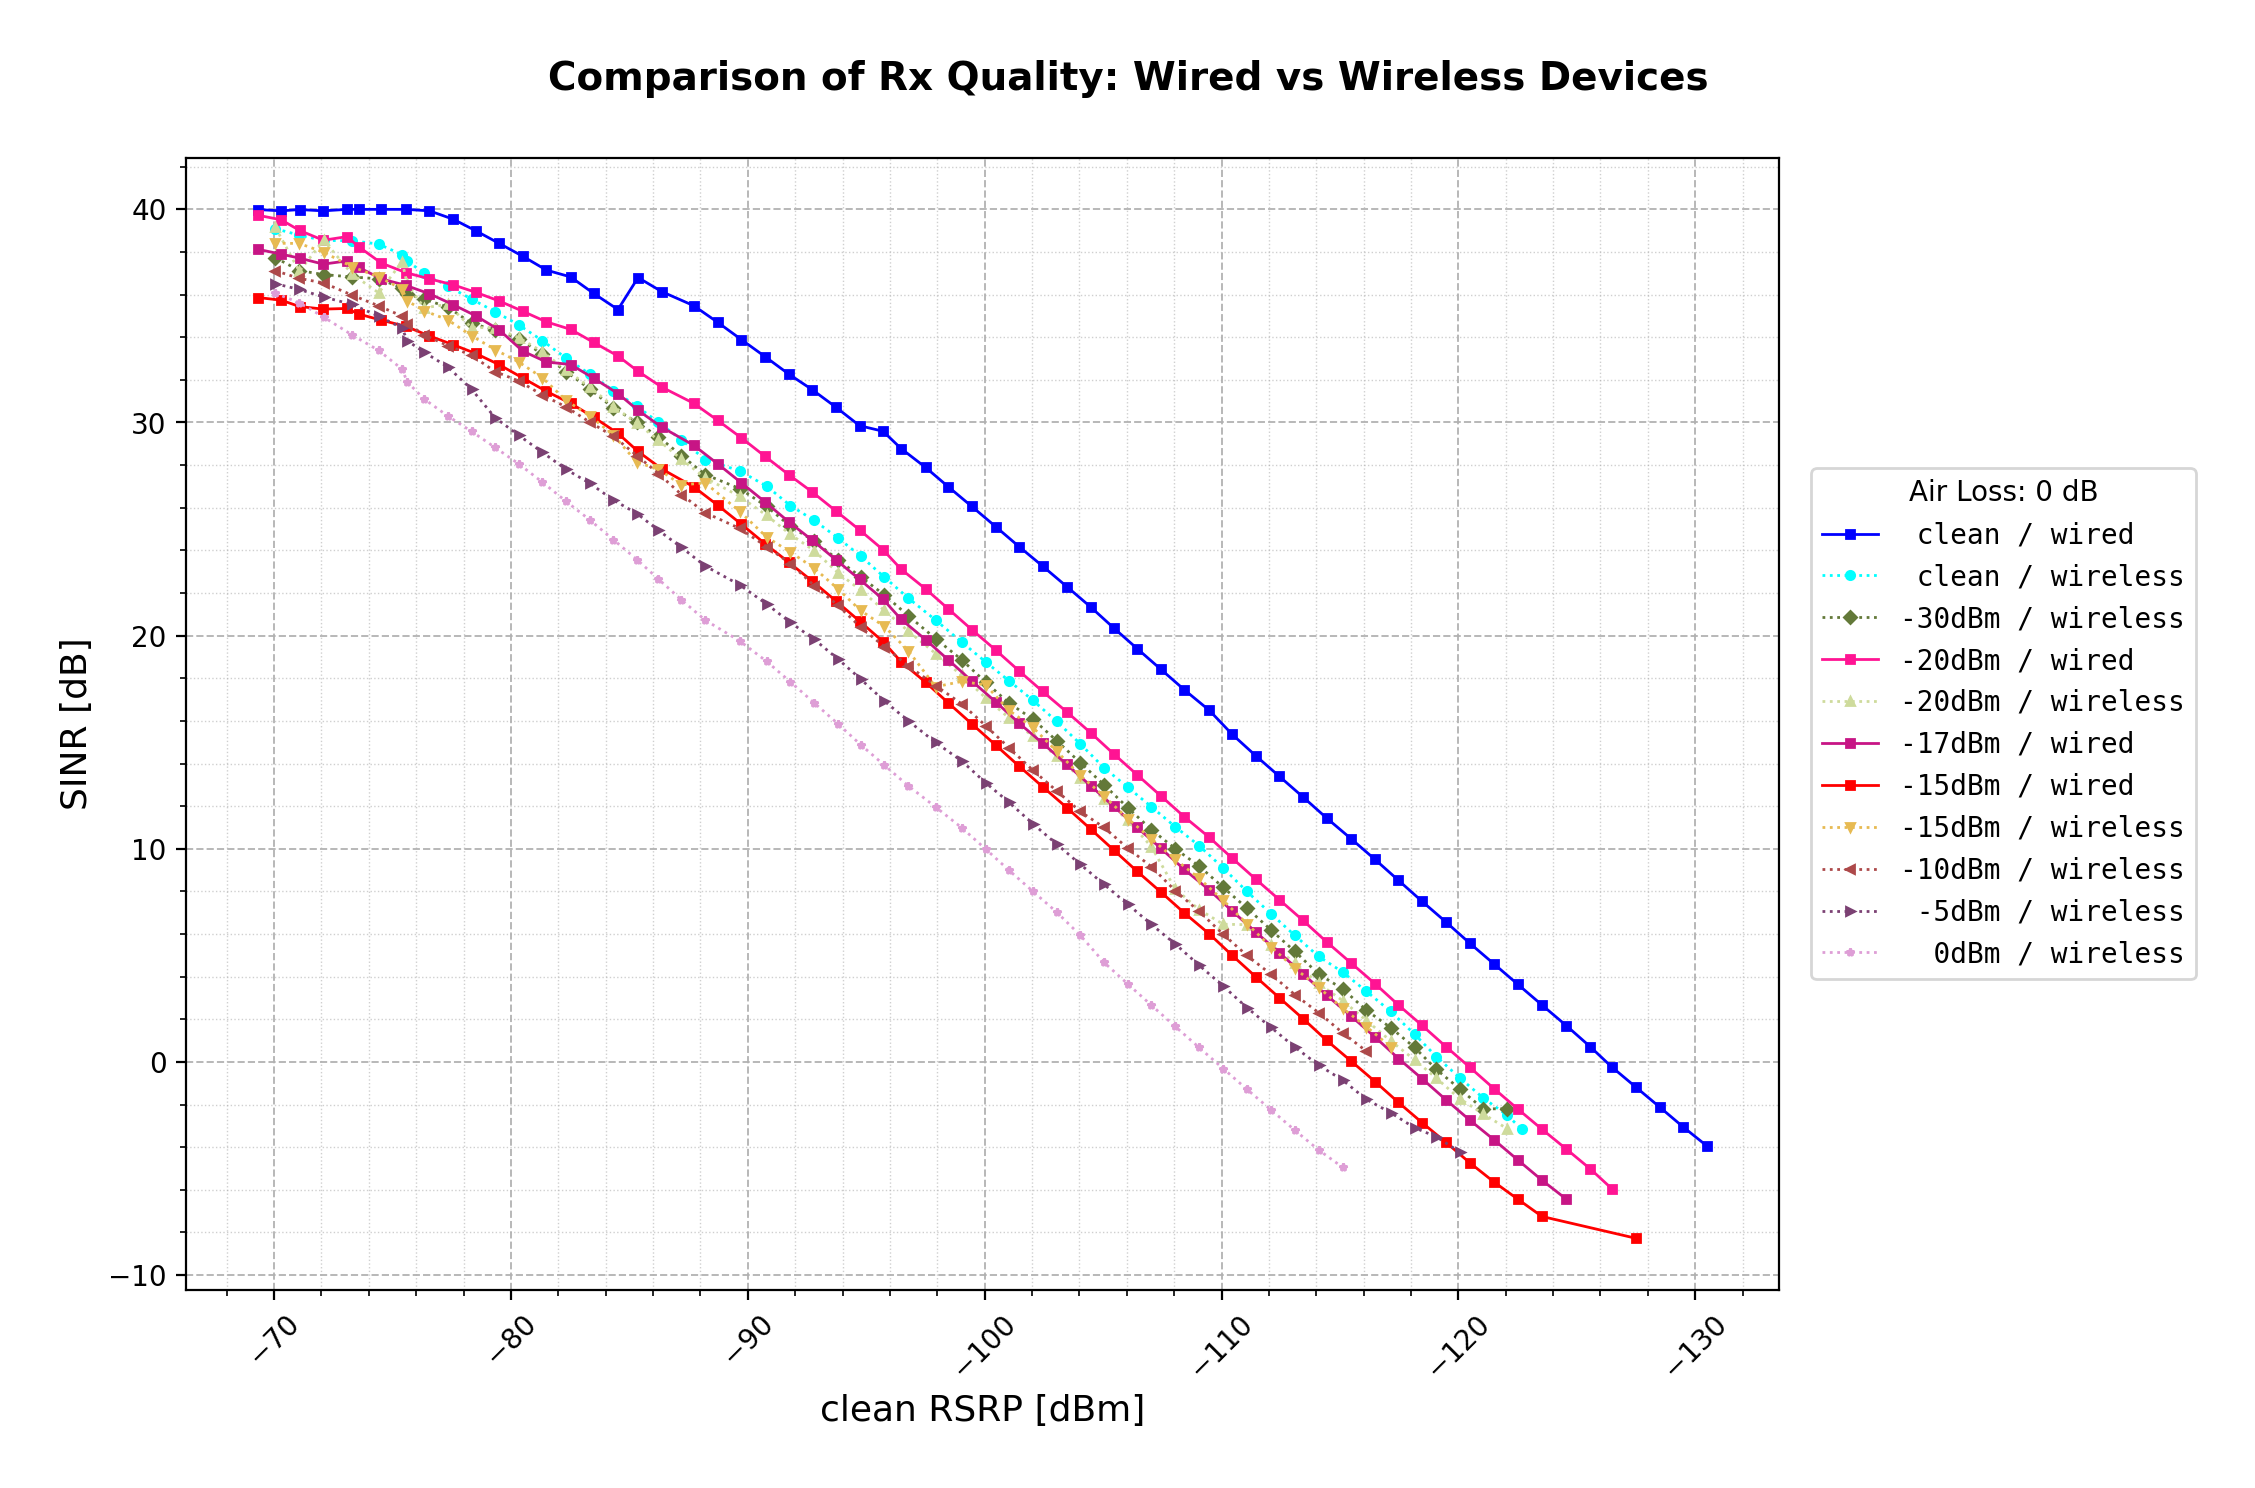 Comparison of Rx Quality: Wired vs Wireless Devices
SINR [dB]
40
30
20
10
0
−10
−70
−80
−90
−100
−110
−120
−130
clean RSRP [dBm]
Air Loss: 0 dB
clean / wired
clean / wireless
-30dBm / wireless
-20dBm / wired
-20dBm / wireless
-17dBm / wired
-15dBm / wired
-15dBm / wireless
-10dBm / wireless
-5dBm / wireless
0dBm / wireless